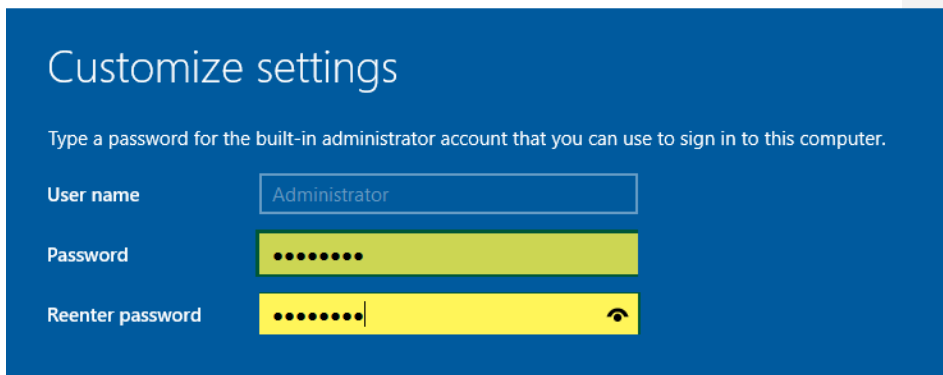 Customize settings
Type a password for the built-in administrator account that you can use to sign in to this computer.
User name Administrator
Password ●●●●●●●●
Reenter password ●●●●●●●●